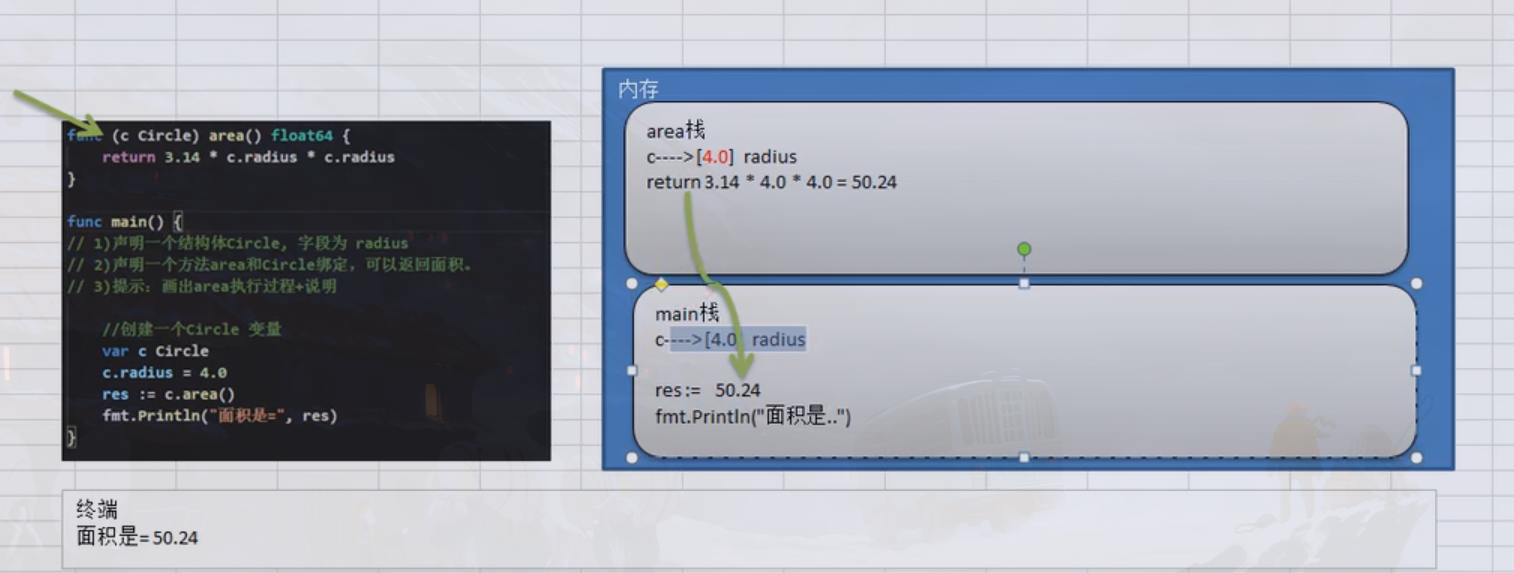 func (c Circle) area() float64 {
return 3.14 * c.radius * c.radius
}
func main() {
// 1)声明一个结构体Circle, 字段为 radius
// 2)声明一个方法area和Circle绑定，可以返回面积。
// 3)提示：画出area执行过程+说明
//创建一个Circle 变量
var c Circle
c.radius = 4.0
res := c.area()
fmt.Println("面积是=", res)
}
内存
area栈
c---->[4.0] radius
return 3.14 * 4.0 * 4.0 = 50.24
main栈
c---->[4.0] radius
res := 50.24
fmt.Println("面积是..")
终端
面积是= 50.24